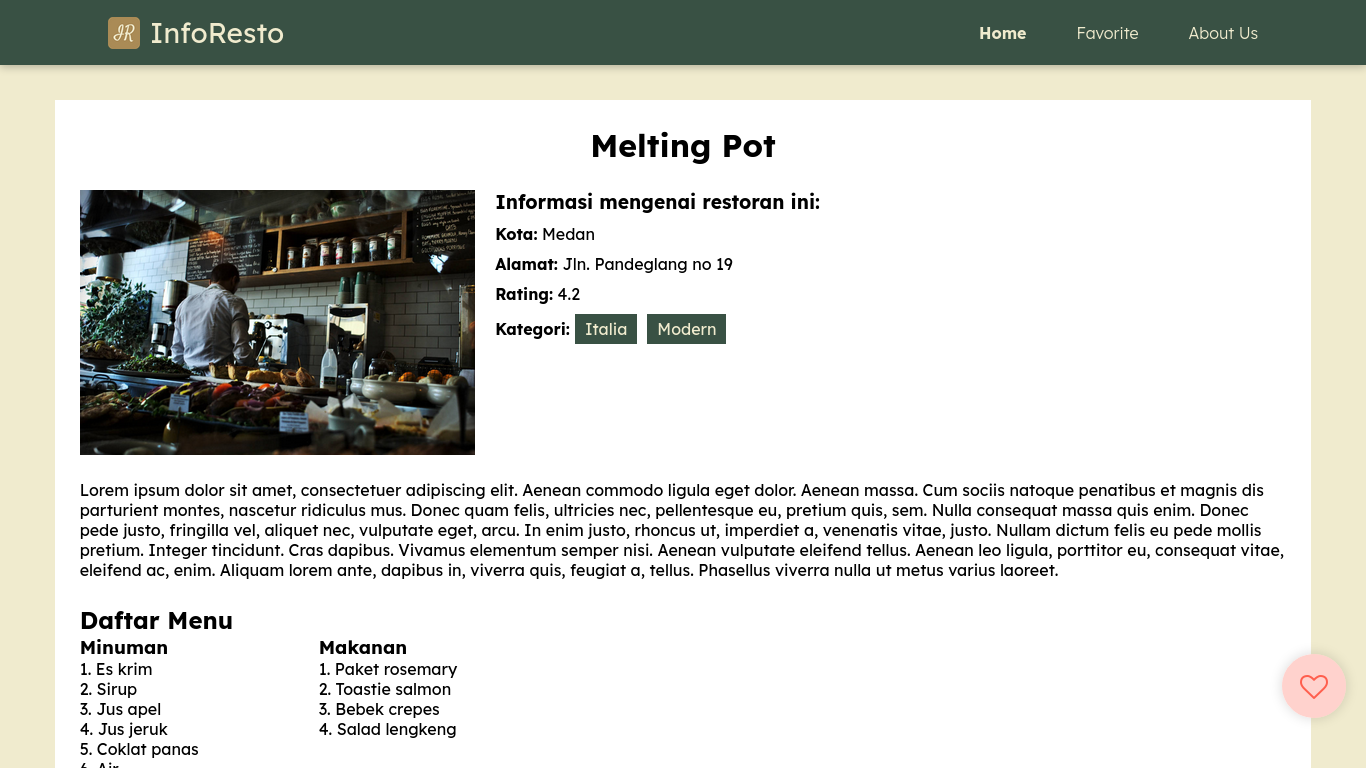 JR InfoResto Home Favorite About Us
Melting Pot
Informasi mengenai restoran ini:
Kota: Medan
Alamat: Jln. Pandeglang no 19
Rating: 4.2
Kategori: Italia Modern
Lorem ipsum dolor sit amet, consectetuer adipiscing elit. Aenean commodo ligula eget dolor. Aenean massa. Cum sociis natoque penatibus et magnis dis
parturient montes, nascetur ridiculus mus. Donec quam felis, ultricies nec, pellentesque eu, pretium quis, sem. Nulla consequat massa quis enim. Donec
pede justo, fringilla vel, aliquet nec, vulputate eget, arcu. In enim justo, rhoncus ut, imperdiet a, venenatis vitae, justo. Nullam dictum felis eu pede mollis
pretium. Integer tincidunt. Cras dapibus. Vivamus elementum semper nisi. Aenean vulputate eleifend tellus. Aenean leo ligula, porttitor eu, consequat vitae,
eleifend ac, enim. Aliquam lorem ante, dapibus in, viverra quis, feugiat a, tellus. Phasellus viverra nulla ut metus varius laoreet.
Daftar Menu
Minuman
1. Es krim
2. Sirup
3. Jus apel
4. Jus jeruk
5. Coklat panas
6. Air
Makanan
1. Paket rosemary
2. Toastie salmon
3. Bebek crepes
4. Salad lengkeng